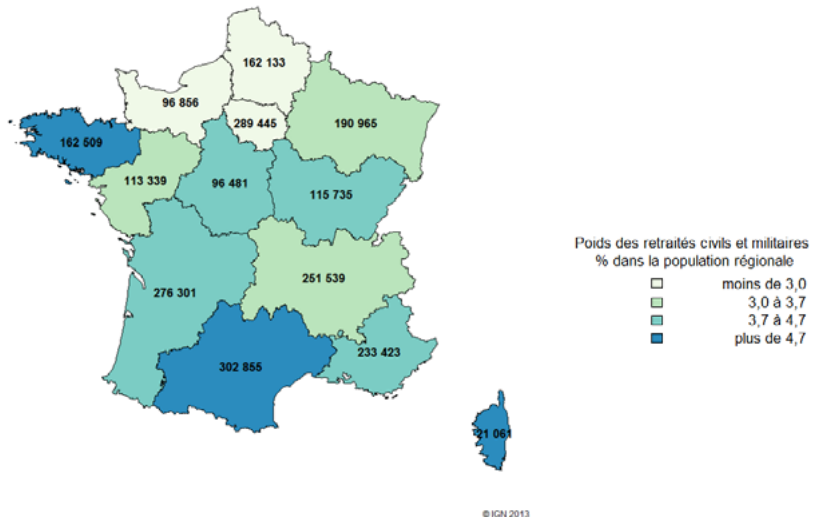 162 133
96 856
289 445
190 965
162 509
113 339
96 481
115 735
276 301
251 539
302 855
233 423
21 061
Poids des retraités civils et militaires
% dans la population régionale
moins de 3,0
3,0 à 3,7
3,7 à 4,7
plus de 4,7
© IGN 2013